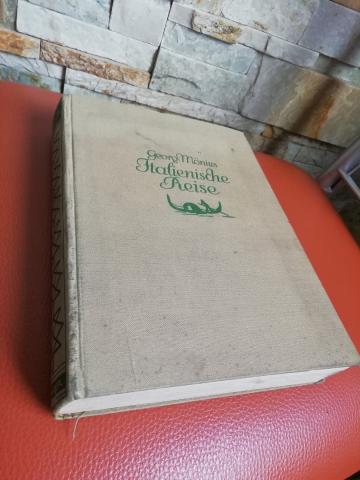 Georg Mönius
Italienische
Reise